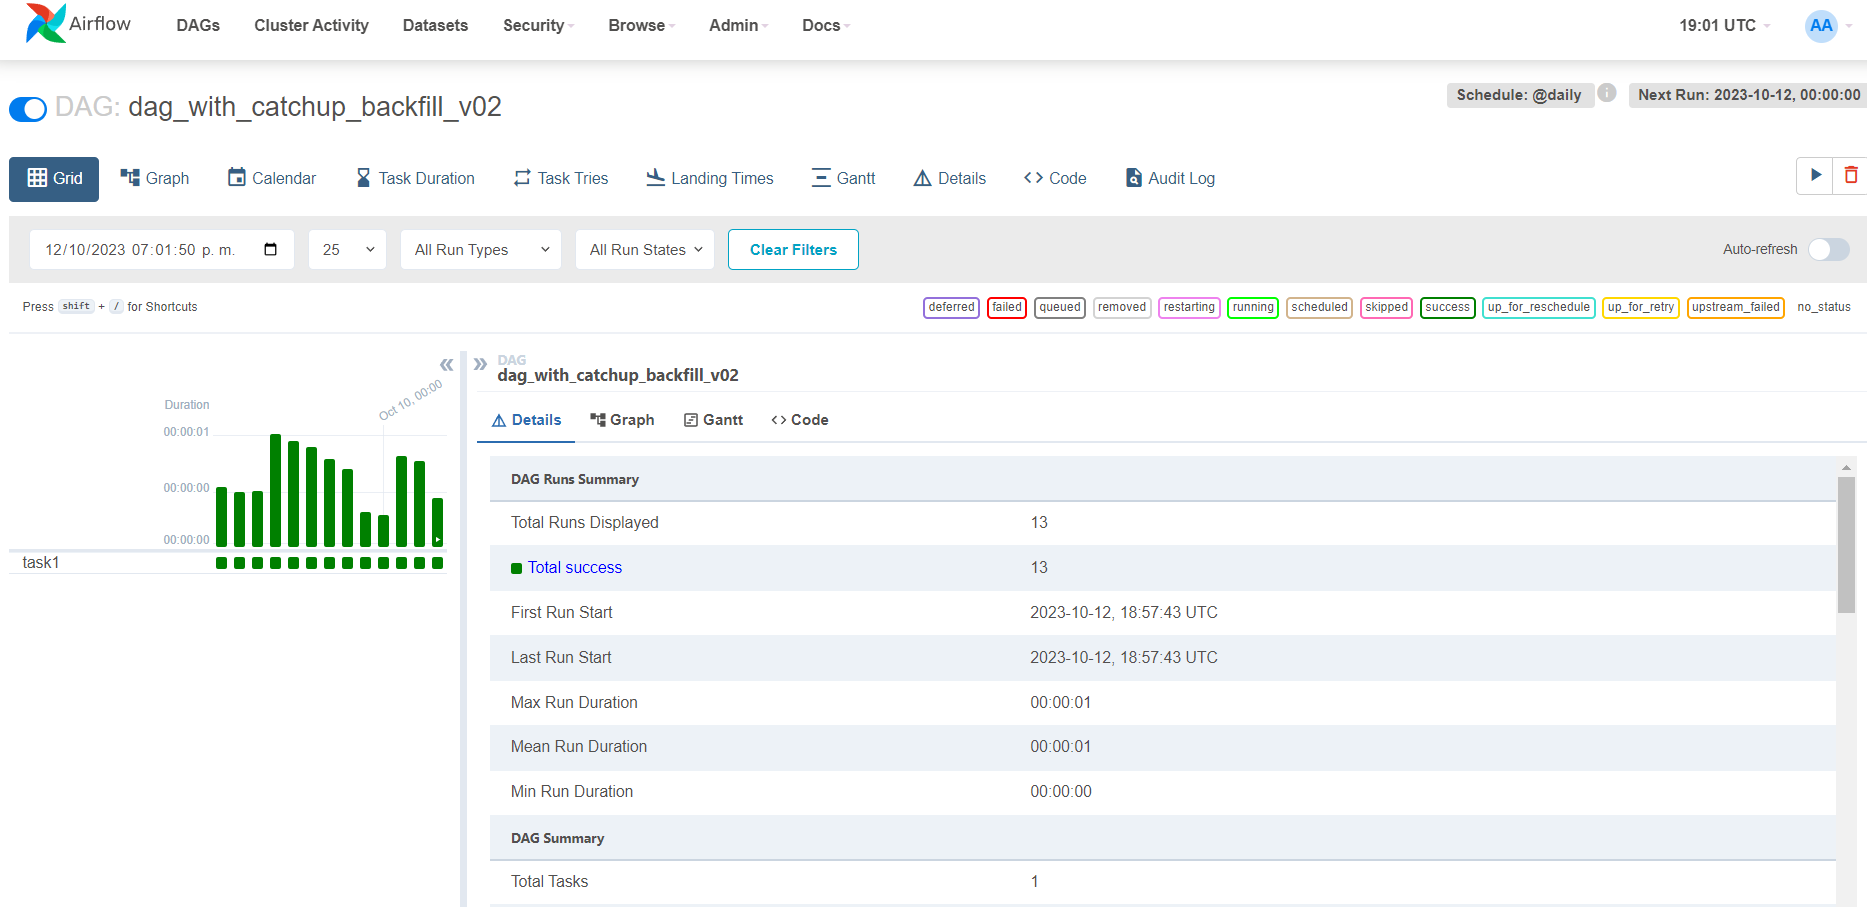 Airflow DAGs Cluster Activity Datasets Security Browse Admin Docs 19:01 UTC AA
DAG: dag_with_catchup_backfill_v02 Schedule: @daily i Next Run: 2023-10-12, 00:00:00
Grid Graph Calendar Task Duration Task Tries Landing Times Gantt Details Code Audit Log
12/10/2023 07:01:50 p. m. 25 All Run Types All Run States Clear Filters Auto-refresh
Press shift + / for Shortcuts deferred failed queued removed restarting running scheduled skipped success up_for_reschedule up_for_retry upstream_failed no_status
Oct 10, 00:00
Duration
00:00:01
00:00:00
00:00:00
task1
DAG
dag_with_catchup_backfill_v02
Details Graph Gantt Code
DAG Runs Summary
Total Runs Displayed 13
Total success 13
First Run Start 2023-10-12, 18:57:43 UTC
Last Run Start 2023-10-12, 18:57:43 UTC
Max Run Duration 00:00:01
Mean Run Duration 00:00:01
Min Run Duration 00:00:00
DAG Summary
Total Tasks 1